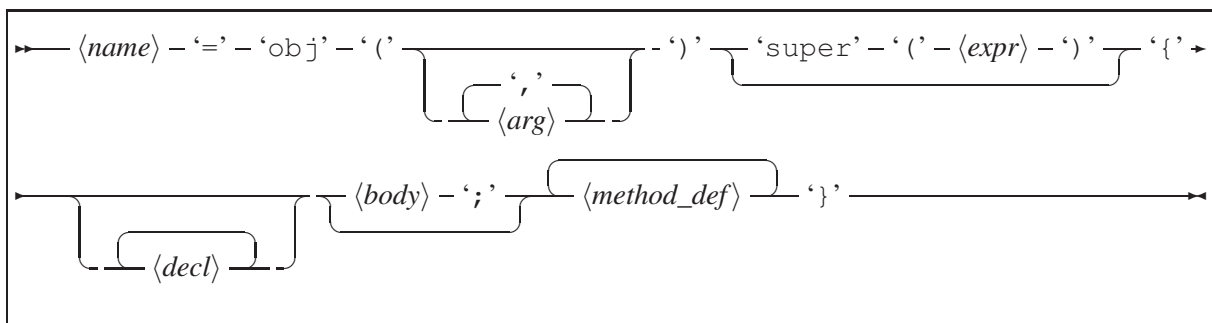 ⟨name⟩ ‘=’ ‘obj’ ‘(’ ‘)’ ‘super’ ‘(’ ⟨expr⟩ ‘)’ ‘{’
‘,’
⟨arg⟩
⟨body⟩ ‘;’ ⟨method_def⟩ ‘}’
⟨decl⟩